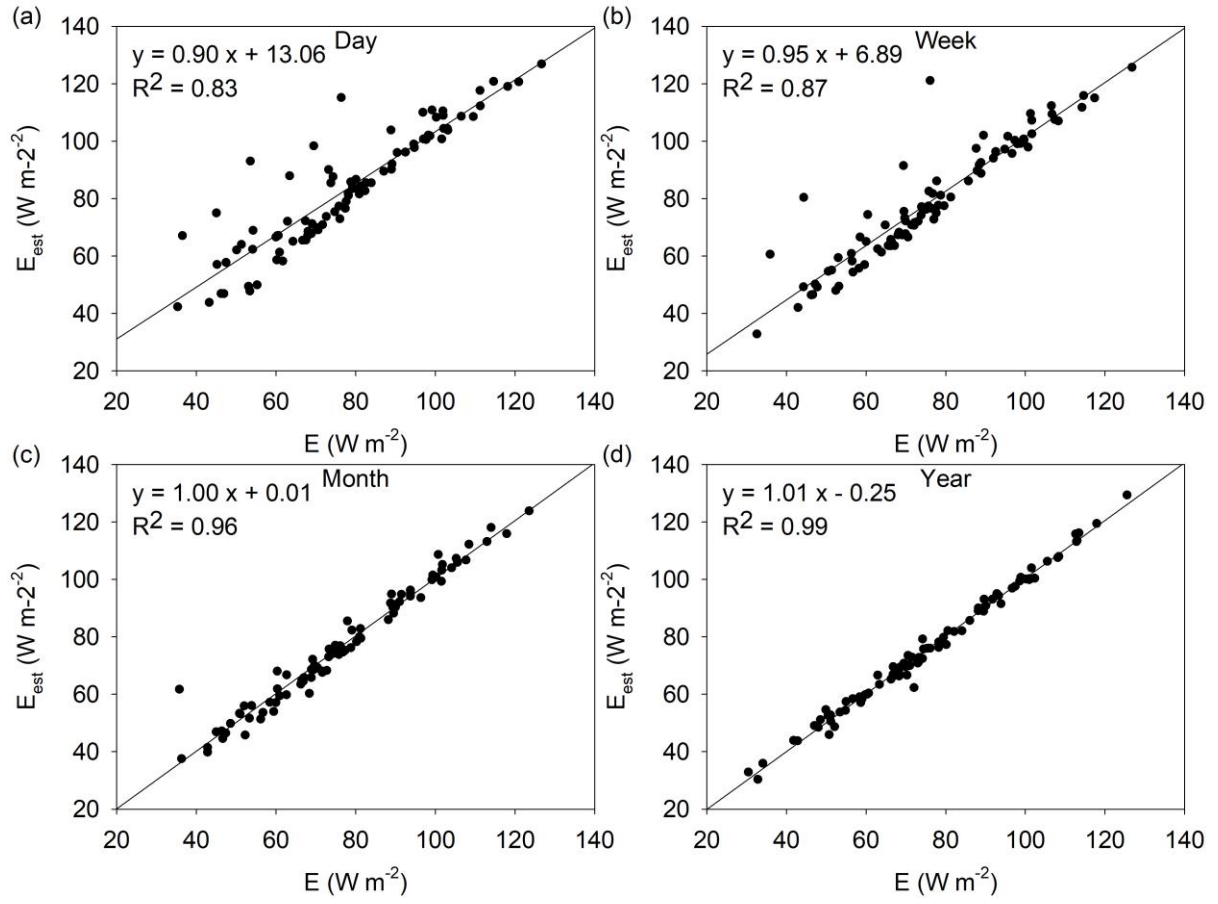 (a)
Day
y = 0.90 x + 13.06
R² = 0.83
E_est (W m-2⁻²)
140
120
100
80
60
40
20
20 40 60 80 100 120 140
E (W m⁻²)
(b)
Week
y = 0.95 x + 6.89
R² = 0.87
E_est (W m-2⁻²)
140
120
100
80
60
40
20
20 40 60 80 100 120 140
E (W m⁻²)
(c)
Month
y = 1.00 x + 0.01
R² = 0.96
E_est (W m-2⁻²)
140
120
100
80
60
40
20
20 40 60 80 100 120 140
E (W m⁻²)
(d)
Year
y = 1.01 x - 0.25
R² = 0.99
E_est (W m-2⁻²)
140
120
100
80
60
40
20
20 40 60 80 100 120 140
E (W m⁻²)